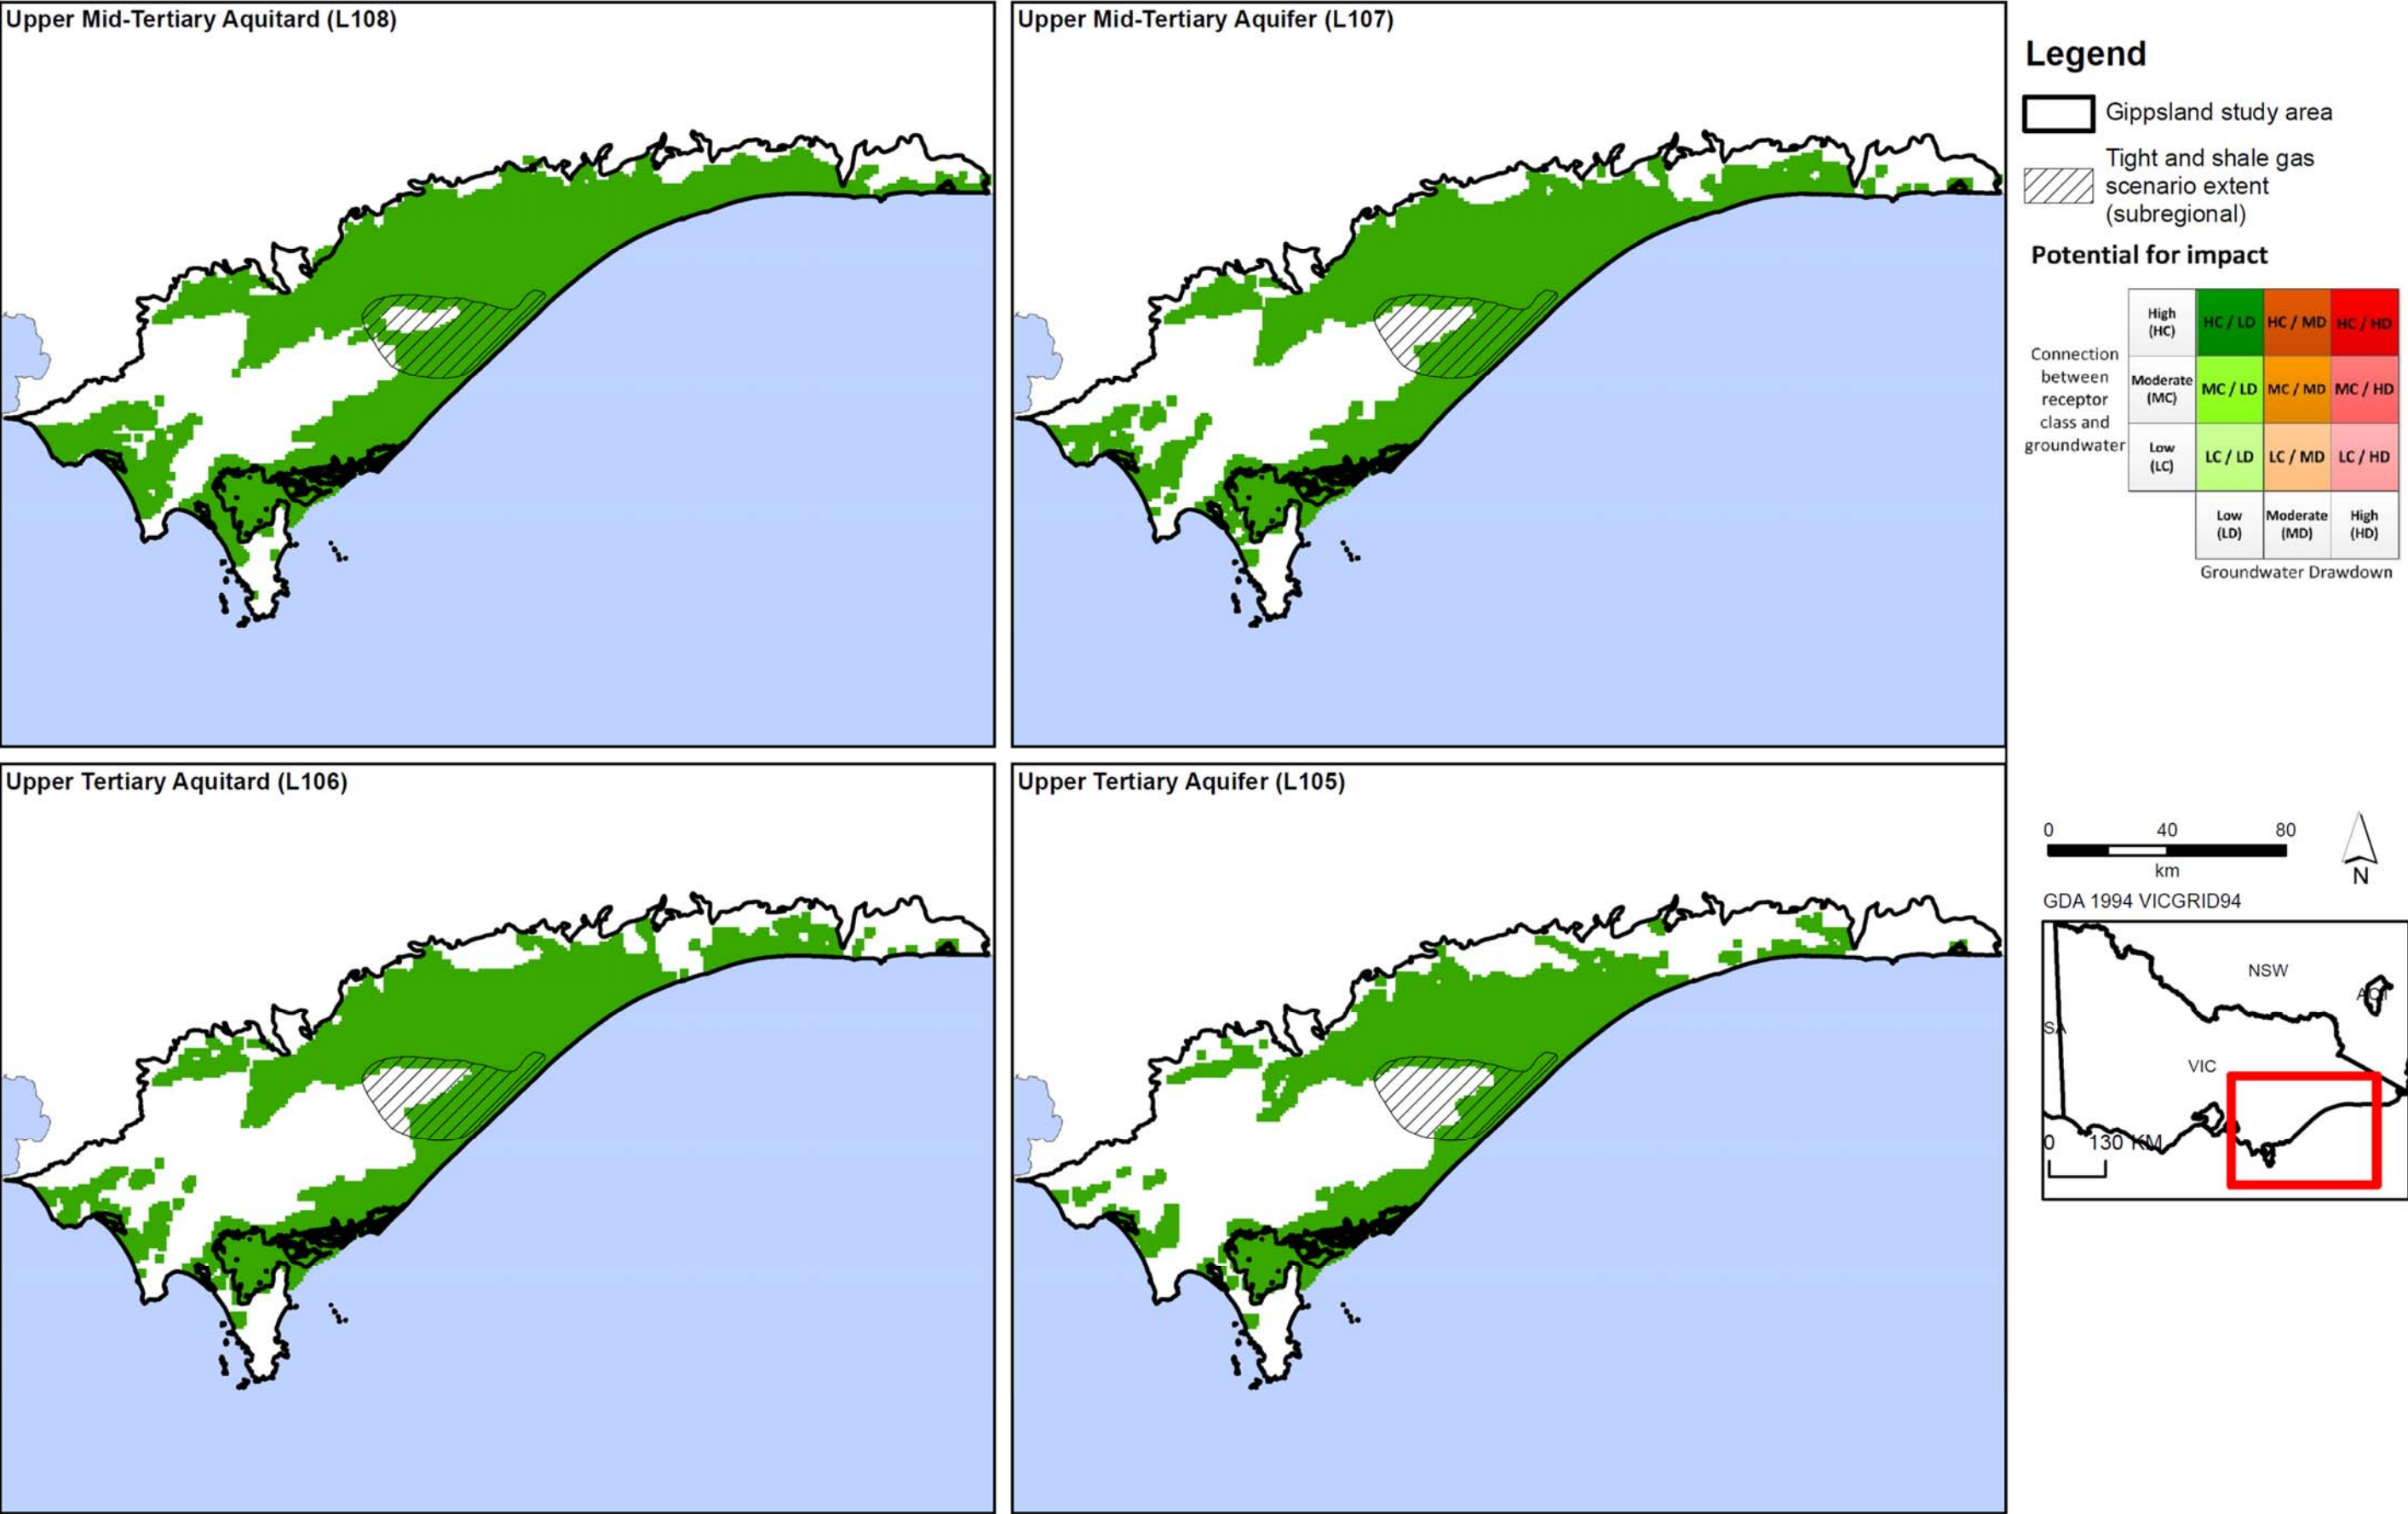 Upper Mid-Tertiary Aquitard (L108)
Upper Mid-Tertiary Aquifer (L107)
Upper Tertiary Aquitard (L106)
Upper Tertiary Aquifer (L105)
Legend
Gippsland study area
Tight and shale gas
scenario extent
(subregional)
Potential for impact
Connection
between
receptor
class and
groundwater
High
(HC)
HC / LD HC / MD HC / HD
Moderate
(MC)
MC / LD MC / MD MC / HD
Low
(LC)
LC / LD LC / MD LC / HD
Low
(LD)
Moderate
(MD)
High
(HD)
Groundwater Drawdown
0 40 80
km
N
GDA 1994 VICGRID94
NSW
ACT
SA
VIC
0 130 KM